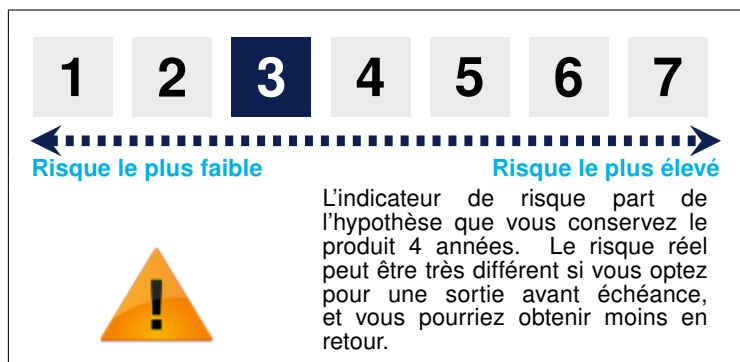 1 2 3 4 5 6 7
Risque le plus faible Risque le plus élevé
L'indicateur de risque part de
l'hypothèse que vous conservez le
produit 4 années. Le risque réel
peut être très différent si vous optez
pour une sortie avant échéance,
et vous pourriez obtenir moins en
retour.
!